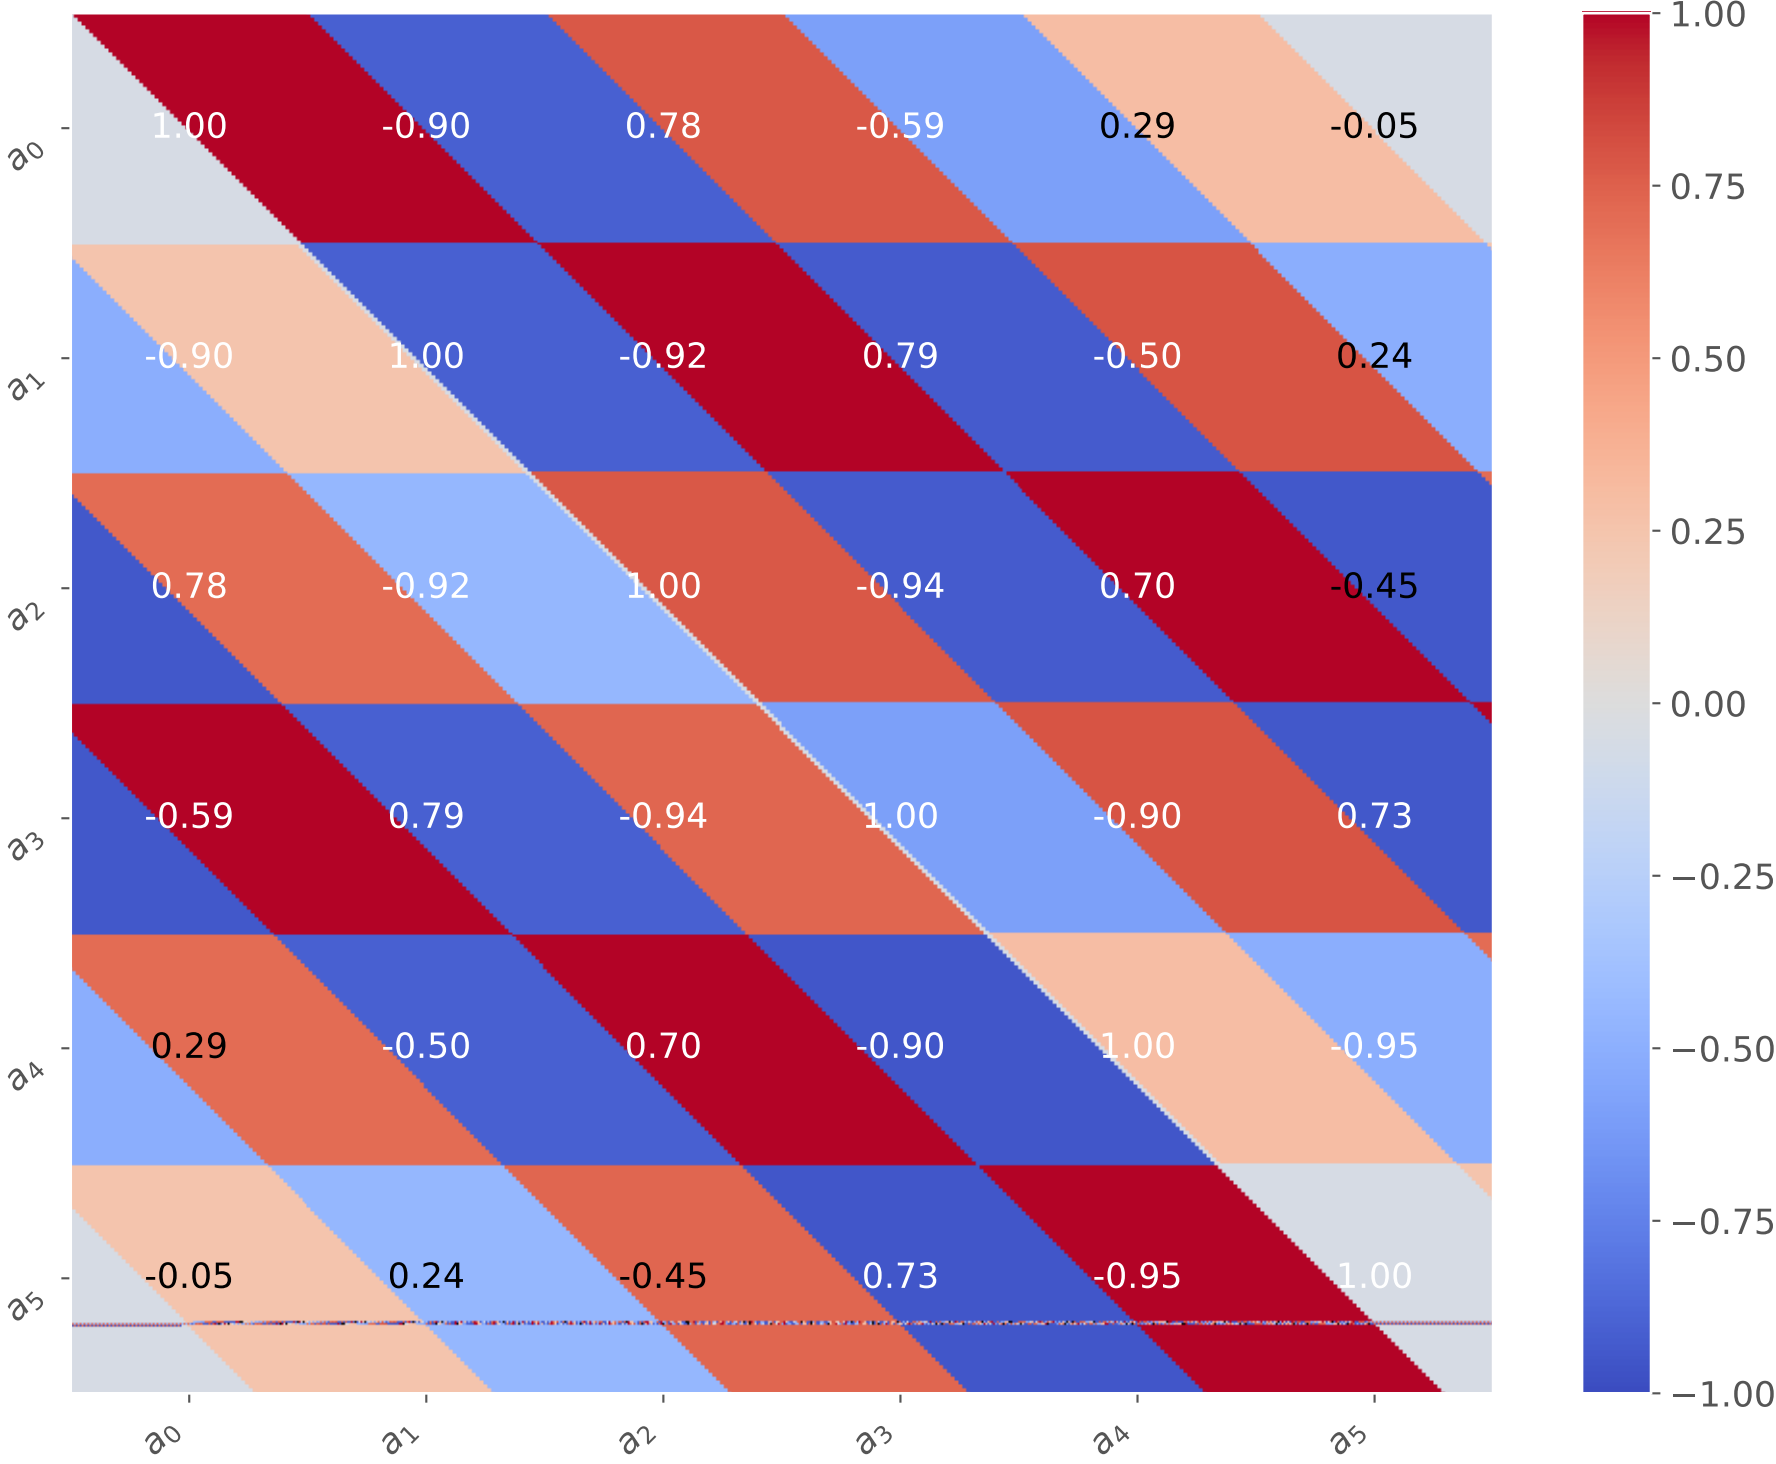 1.00
a₀ 1.00 -0.90 0.78 -0.59 0.29 -0.05
0.75
a₁ -0.90 1.00 -0.92 0.79 -0.50 0.24 0.50
0.25
a₂ 0.78 -0.92 1.00 -0.94 0.70 -0.45
0.00
a₃ -0.59 0.79 -0.94 1.00 -0.90 0.73
−0.25
a₄ 0.29 -0.50 0.70 -0.90 1.00 -0.95 −0.50
−0.75
a₅ -0.05 0.24 -0.45 0.73 -0.95 1.00
−1.00
a₀ a₁ a₂ a₃ a₄ a₅